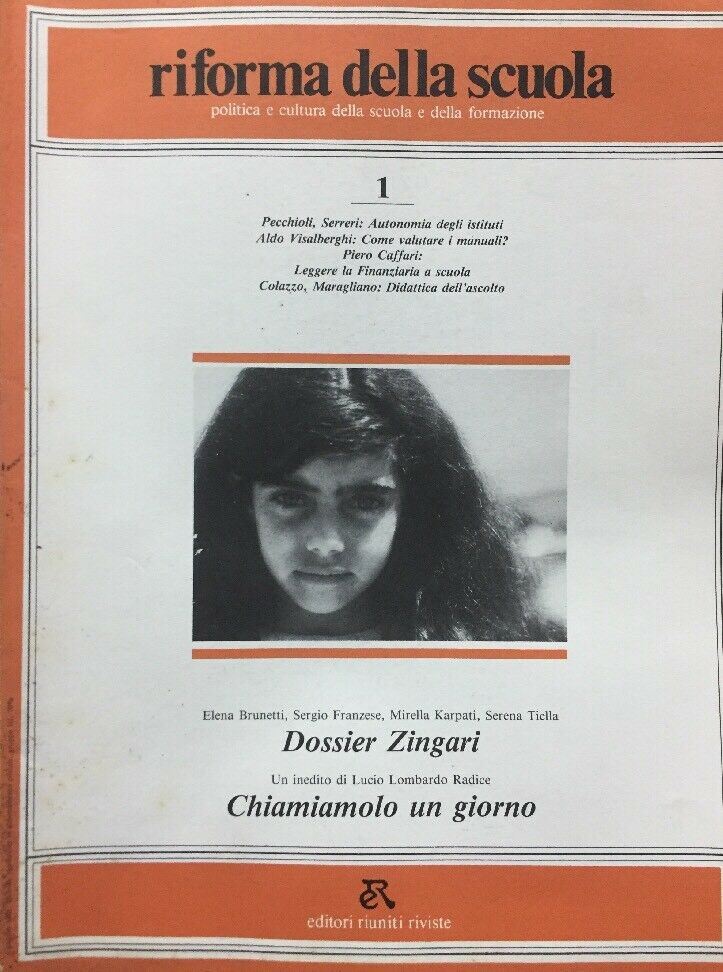 riforma della scuola
politica e cultura della scuola e della formazione
1
Pecchioli, Serreri: Autonomia degli istituti
Aldo Visalberghi: Come valutare i manuali?
Piero Caffari:
Leggere la Finanziaria a scuola
Colazzo, Maragliano: Didattica dell'ascolto
Elena Brunetti, Sergio Franzese, Mirella Karpati, Serena Tiella
Dossier Zingari
Un inedito di Lucio Lombardo Radice
Chiamiamolo un giorno
editori riuniti riviste